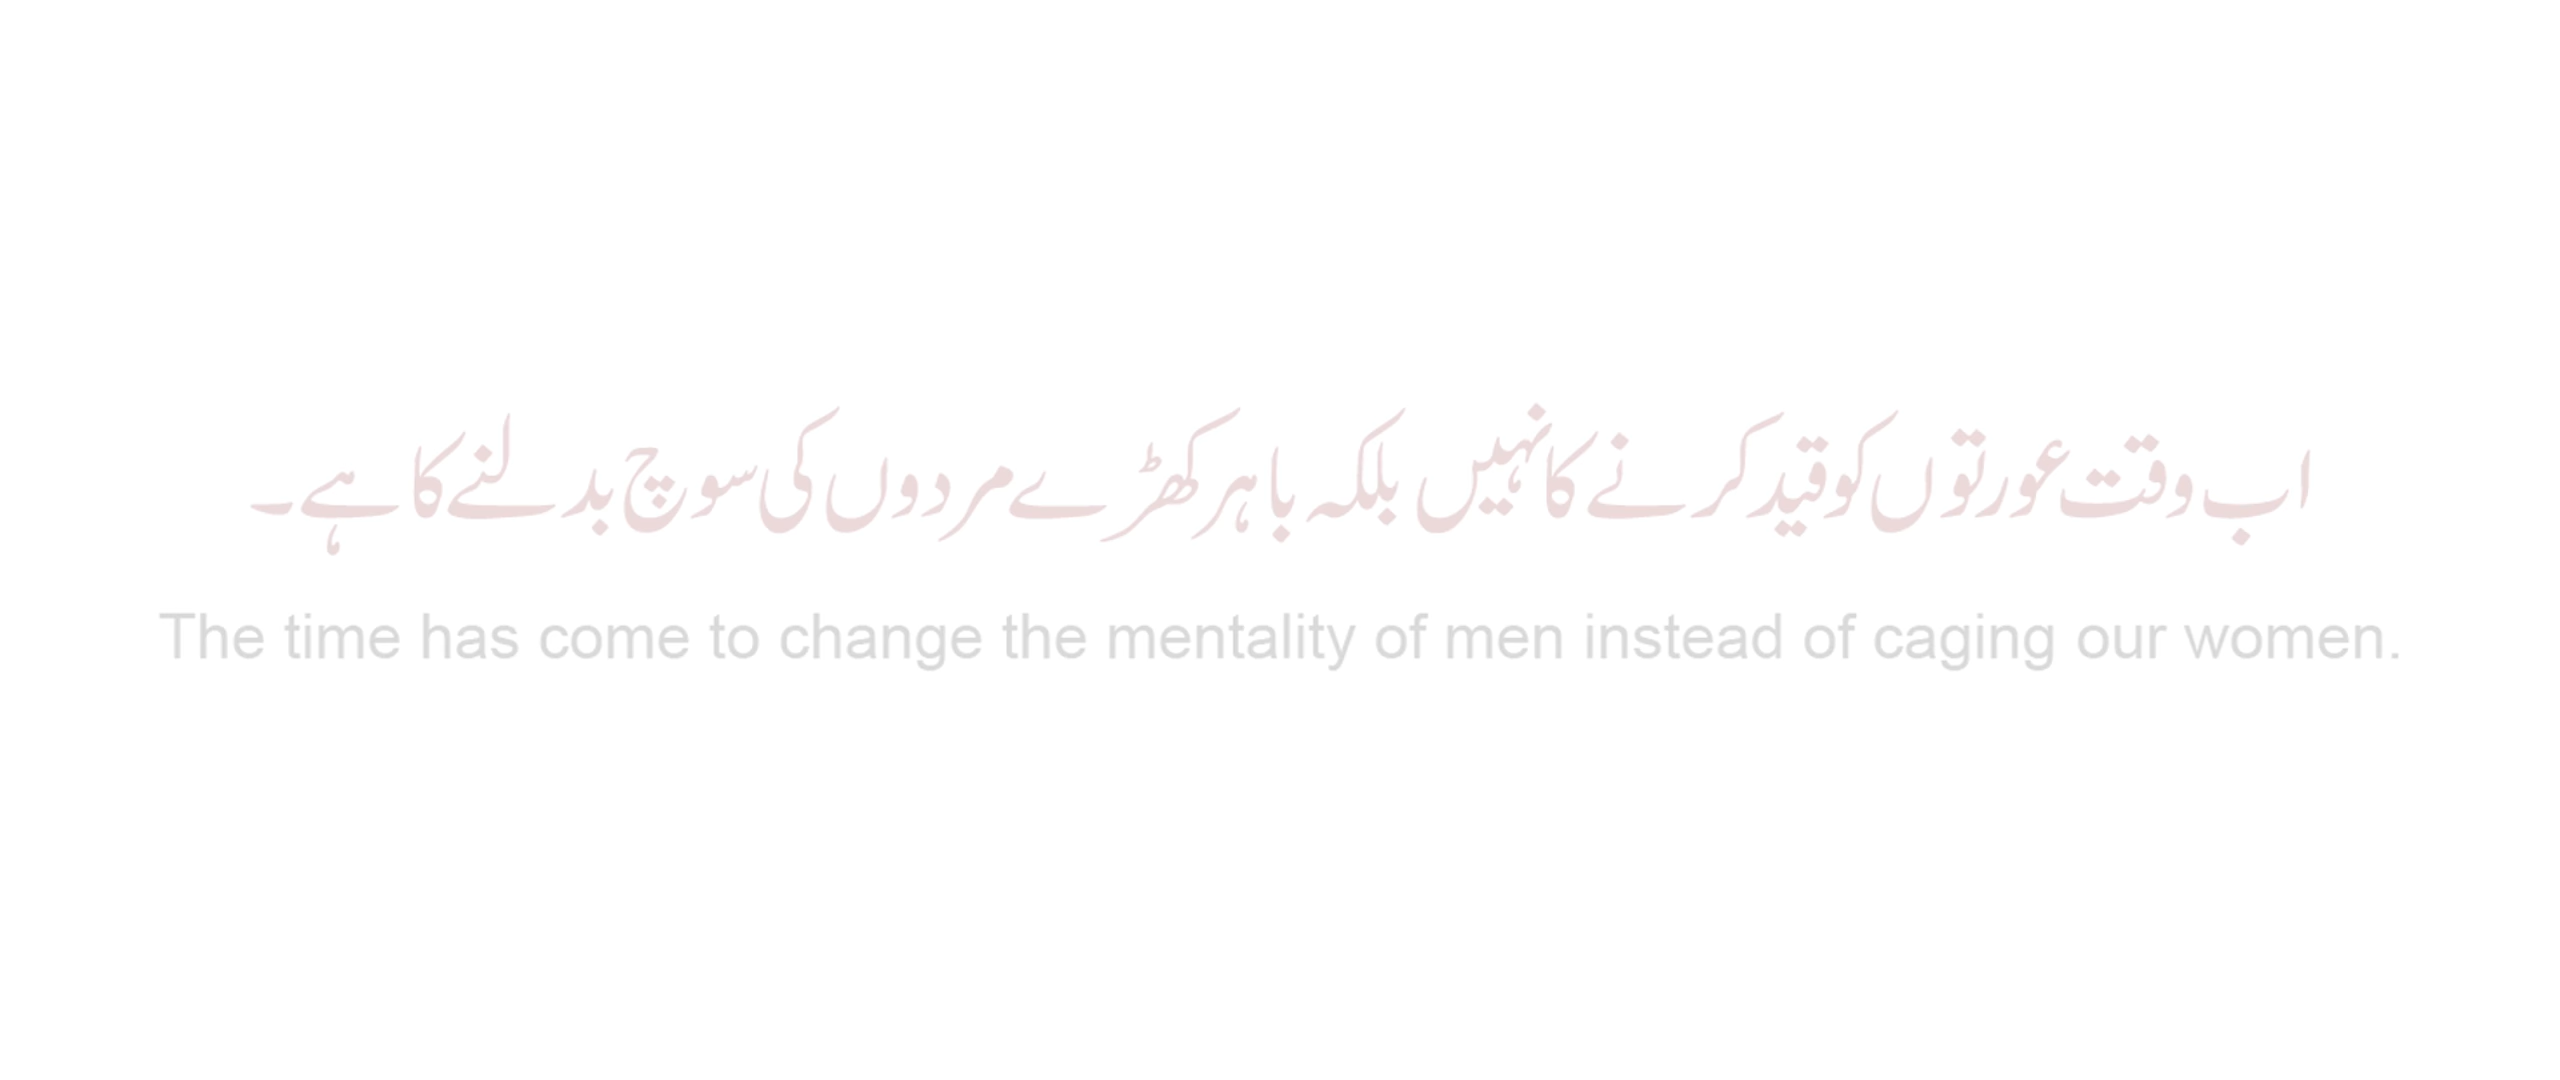 اب وقت عورتوں کو قید کرنے کا نہیں بلکہ باہر کھڑے مردوں کی سوچ بدلنے کا ہے۔
The time has come to change the mentality of men instead of caging our women.